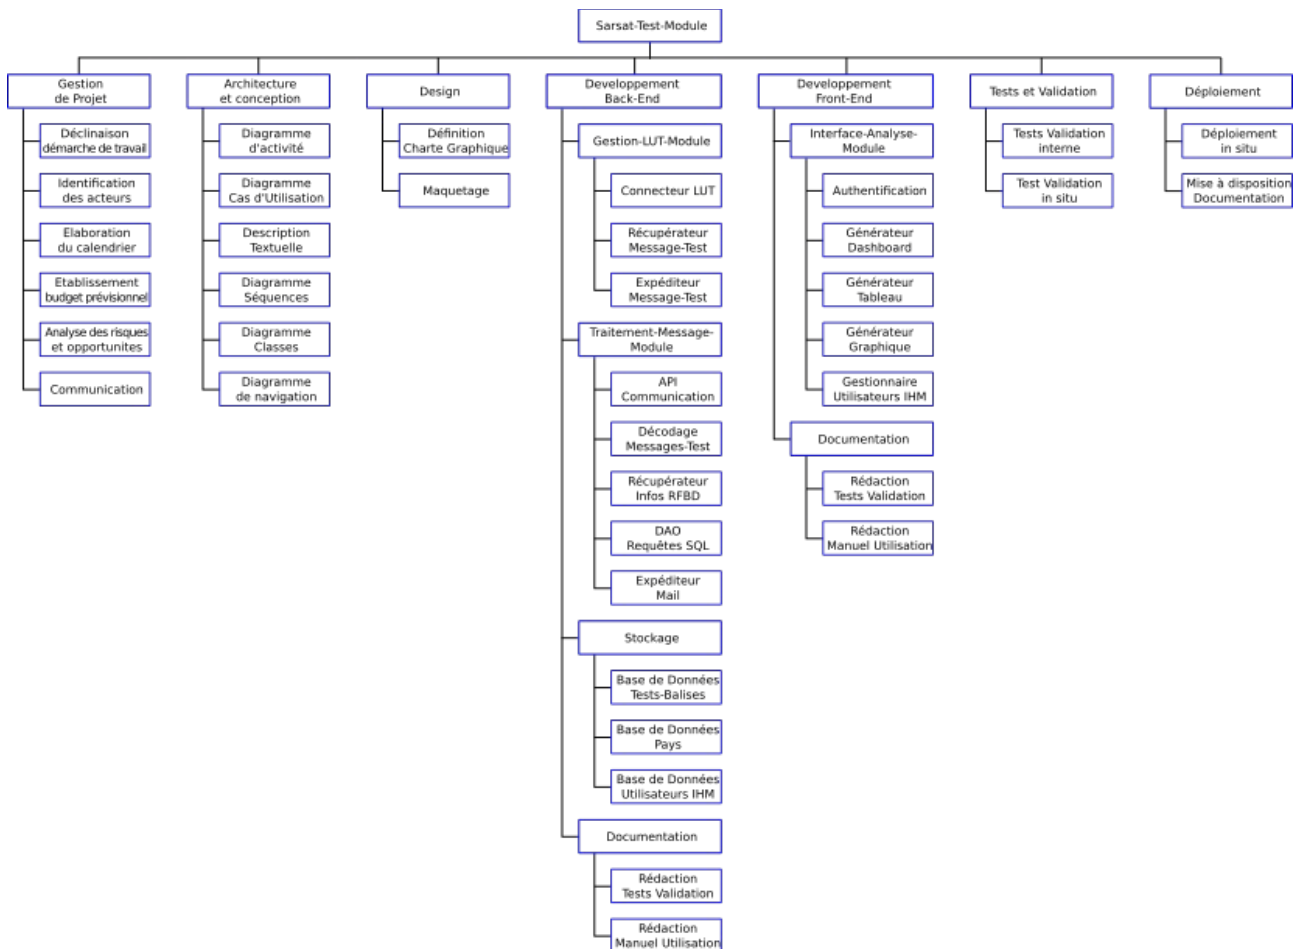 Sarsat-Test-Module
Gestion
de Projet
Déclinaison
démarche de travail
Identification
des acteurs
Elaboration
du calendrier
Etablissement
budget prévisionnel
Analyse des risques
et opportunites
Communication
Architecture
et conception
Diagramme
d'activité
Diagramme
Cas d'Utilisation
Description
Textuelle
Diagramme
Séquences
Diagramme
Classes
Diagramme
de navigation
Design
Définition
Charte Graphique
Maquetage
Developpement
Back-End
Gestion-LUT-Module
Connecteur LUT
Récupérateur
Message-Test
Expéditeur
Message-Test
Traitement-Message-
Module
API
Communication
Décodage
Messages-Test
Récupérateur
Infos RFBD
DAO
Requêtes SQL
Expéditeur
Mail
Stockage
Base de Données
Tests-Balises
Base de Données
Pays
Base de Données
Utilisateurs IHM
Documentation
Rédaction
Tests Validation
Rédaction
Manuel Utilisation
Developpement
Front-End
Interface-Analyse-
Module
Authentification
Générateur
Dashboard
Générateur
Tableau
Générateur
Graphique
Gestionnaire
Utilisateurs IHM
Documentation
Rédaction
Tests Validation
Rédaction
Manuel Utilisation
Tests et Validation
Tests Validation
interne
Test Validation
in situ
Déploiement
Déploiement
in situ
Mise à disposition
Documentation